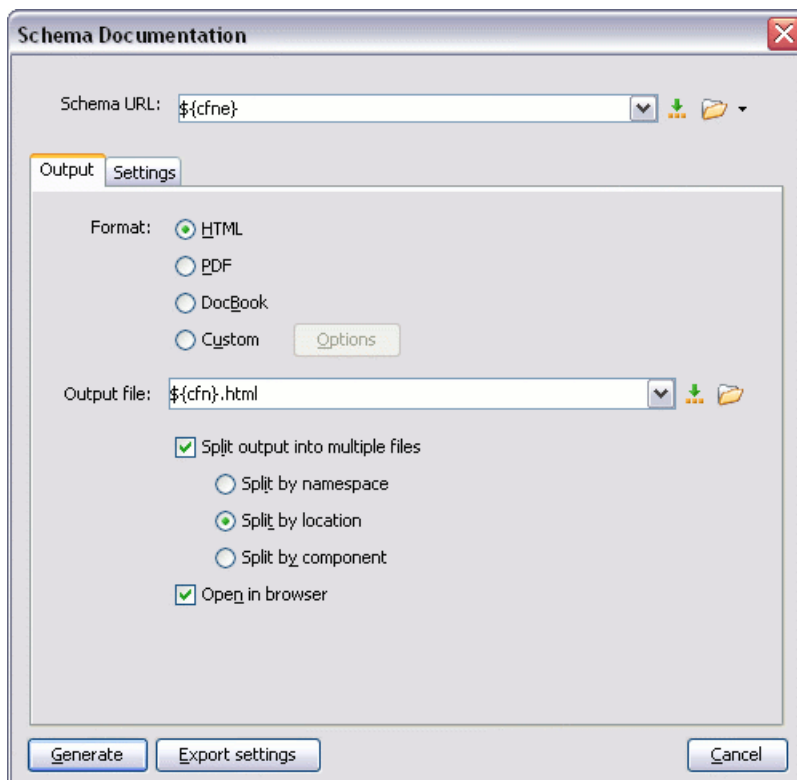 Schema Documentation
Schema URL: ${cfne}
Output Settings
Format: HTML
PDF
DocBook
Custom Options
Output file: ${cfn}.html
Split output into multiple files
Split by namespace
Split by location
Split by component
Open in browser
Generate Export settings Cancel